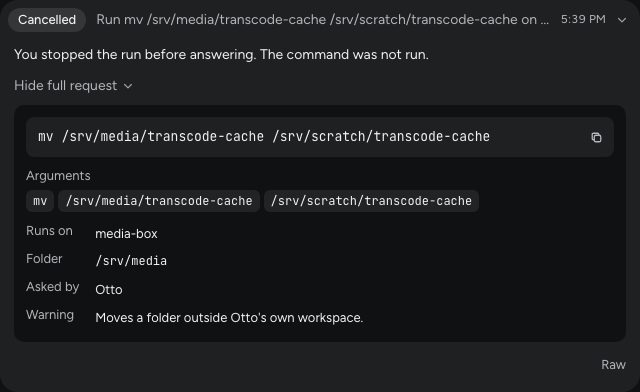 Cancelled Run mv /srv/media/transcode-cache /srv/scratch/transcode-cache on ... 5:39 PM
You stopped the run before answering. The command was not run.
Hide full request
mv /srv/media/transcode-cache /srv/scratch/transcode-cache
Arguments
mv /srv/media/transcode-cache /srv/scratch/transcode-cache
Runs on media-box
Folder /srv/media
Asked by Otto
Warning Moves a folder outside Otto's own workspace.
Raw